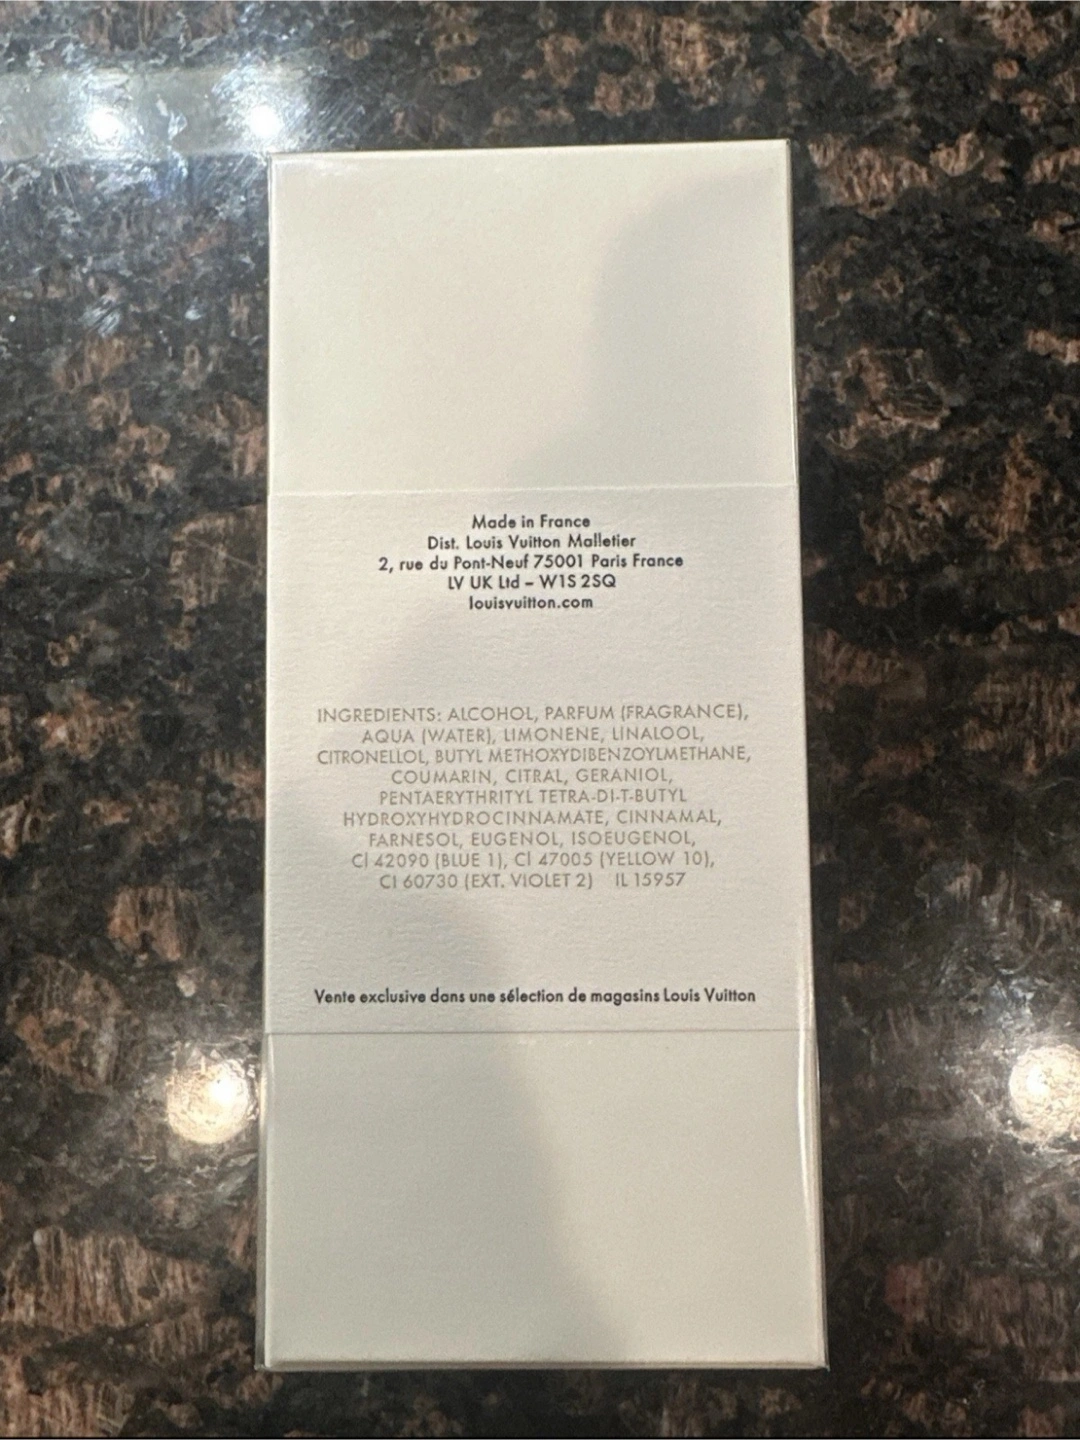 Made in France
Dist. Louis Vuitton Malletier
2, rue du Pont-Neuf 75001 Paris France
LV UK Ltd – W1S 2SQ
louisvuitton.com
INGREDIENTS: ALCOHOL, PARFUM (FRAGRANCE),
AQUA (WATER), LIMONENE, LINALOOL,
CITRONELLOL, BUTYL METHOXYDIBENZOYLMETHANE,
COUMARIN, CITRAL, GERANIOL,
PENTAERYTHRITYL TETRA-DI-T-BUTYL
HYDROXYHYDROCINNAMATE, CINNAMAL,
FARNESOL, EUGENOL, ISOEUGENOL,
CI 42090 (BLUE 1), CI 47005 (YELLOW 10),
CI 60730 (EXT. VIOLET 2) IL 15957
Vente exclusive dans une sélection de magasins Louis Vuitton